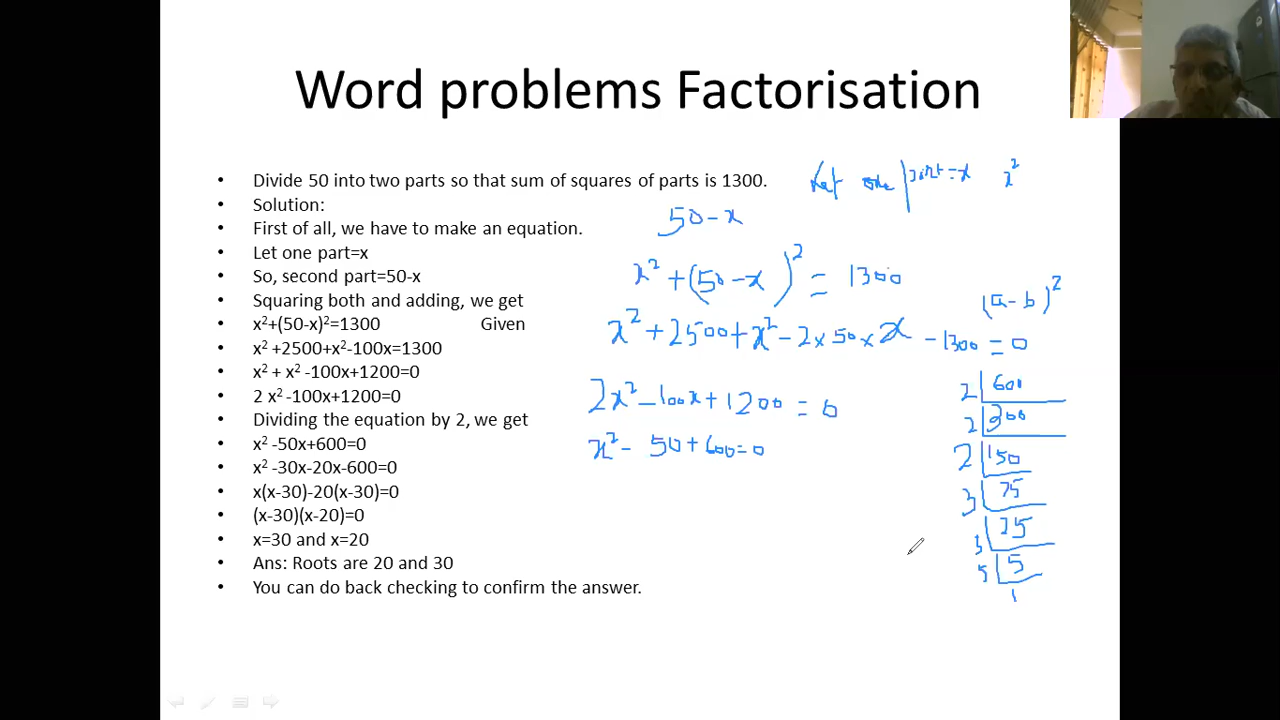 Word problems Factorisation
• Divide 50 into two parts so that sum of squares of parts is 1300.
• Solution:
• First of all, we have to make an equation.
• Let one part=x
• So, second part=50-x
• Squaring both and adding, we get
• x²+(50-x)²=1300 Given
• x² +2500+x²-100x=1300
• x² + x² -100x+1200=0
• 2 x² -100x+1200=0
• Dividing the equation by 2, we get
• x² -50x+600=0
• x² -30x-20x-600=0
• x(x-30)-20(x-30)=0
• (x-30)(x-20)=0
• x=30 and x=20
• Ans: Roots are 20 and 30
• You can do back checking to confirm the answer.
Let one part=x x²
50-x
x²+(50-x)²=1300
(a-b)²
x²+2500+x²-2×50×x-1300=0
2x²-100x+1200=0
x²-50+600=0
2 600
2 300
2 150
3 75
5 25
5 5
1